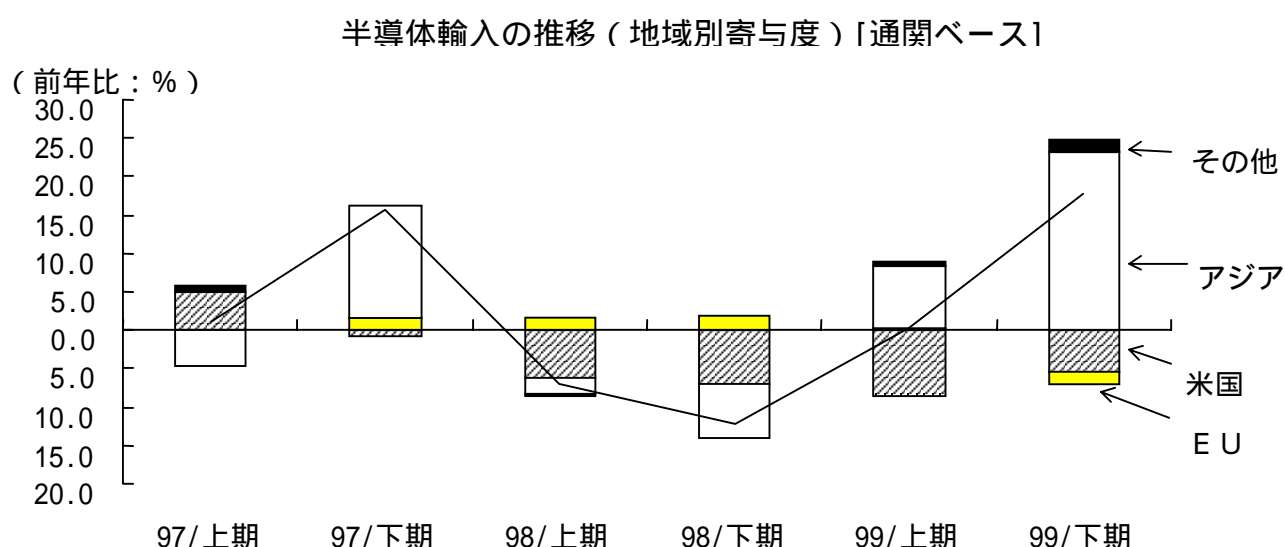 半導体輸入の推移（地域別寄与度）[通関ベース]
（前年比：％）
30.0
25.0
20.0
15.0
10.0
5.0
0.0
5.0
10.0
15.0
20.0
その他
アジア
米国
ＥＵ
97/上期 97/下期 98/上期 98/下期 99/上期 99/下期